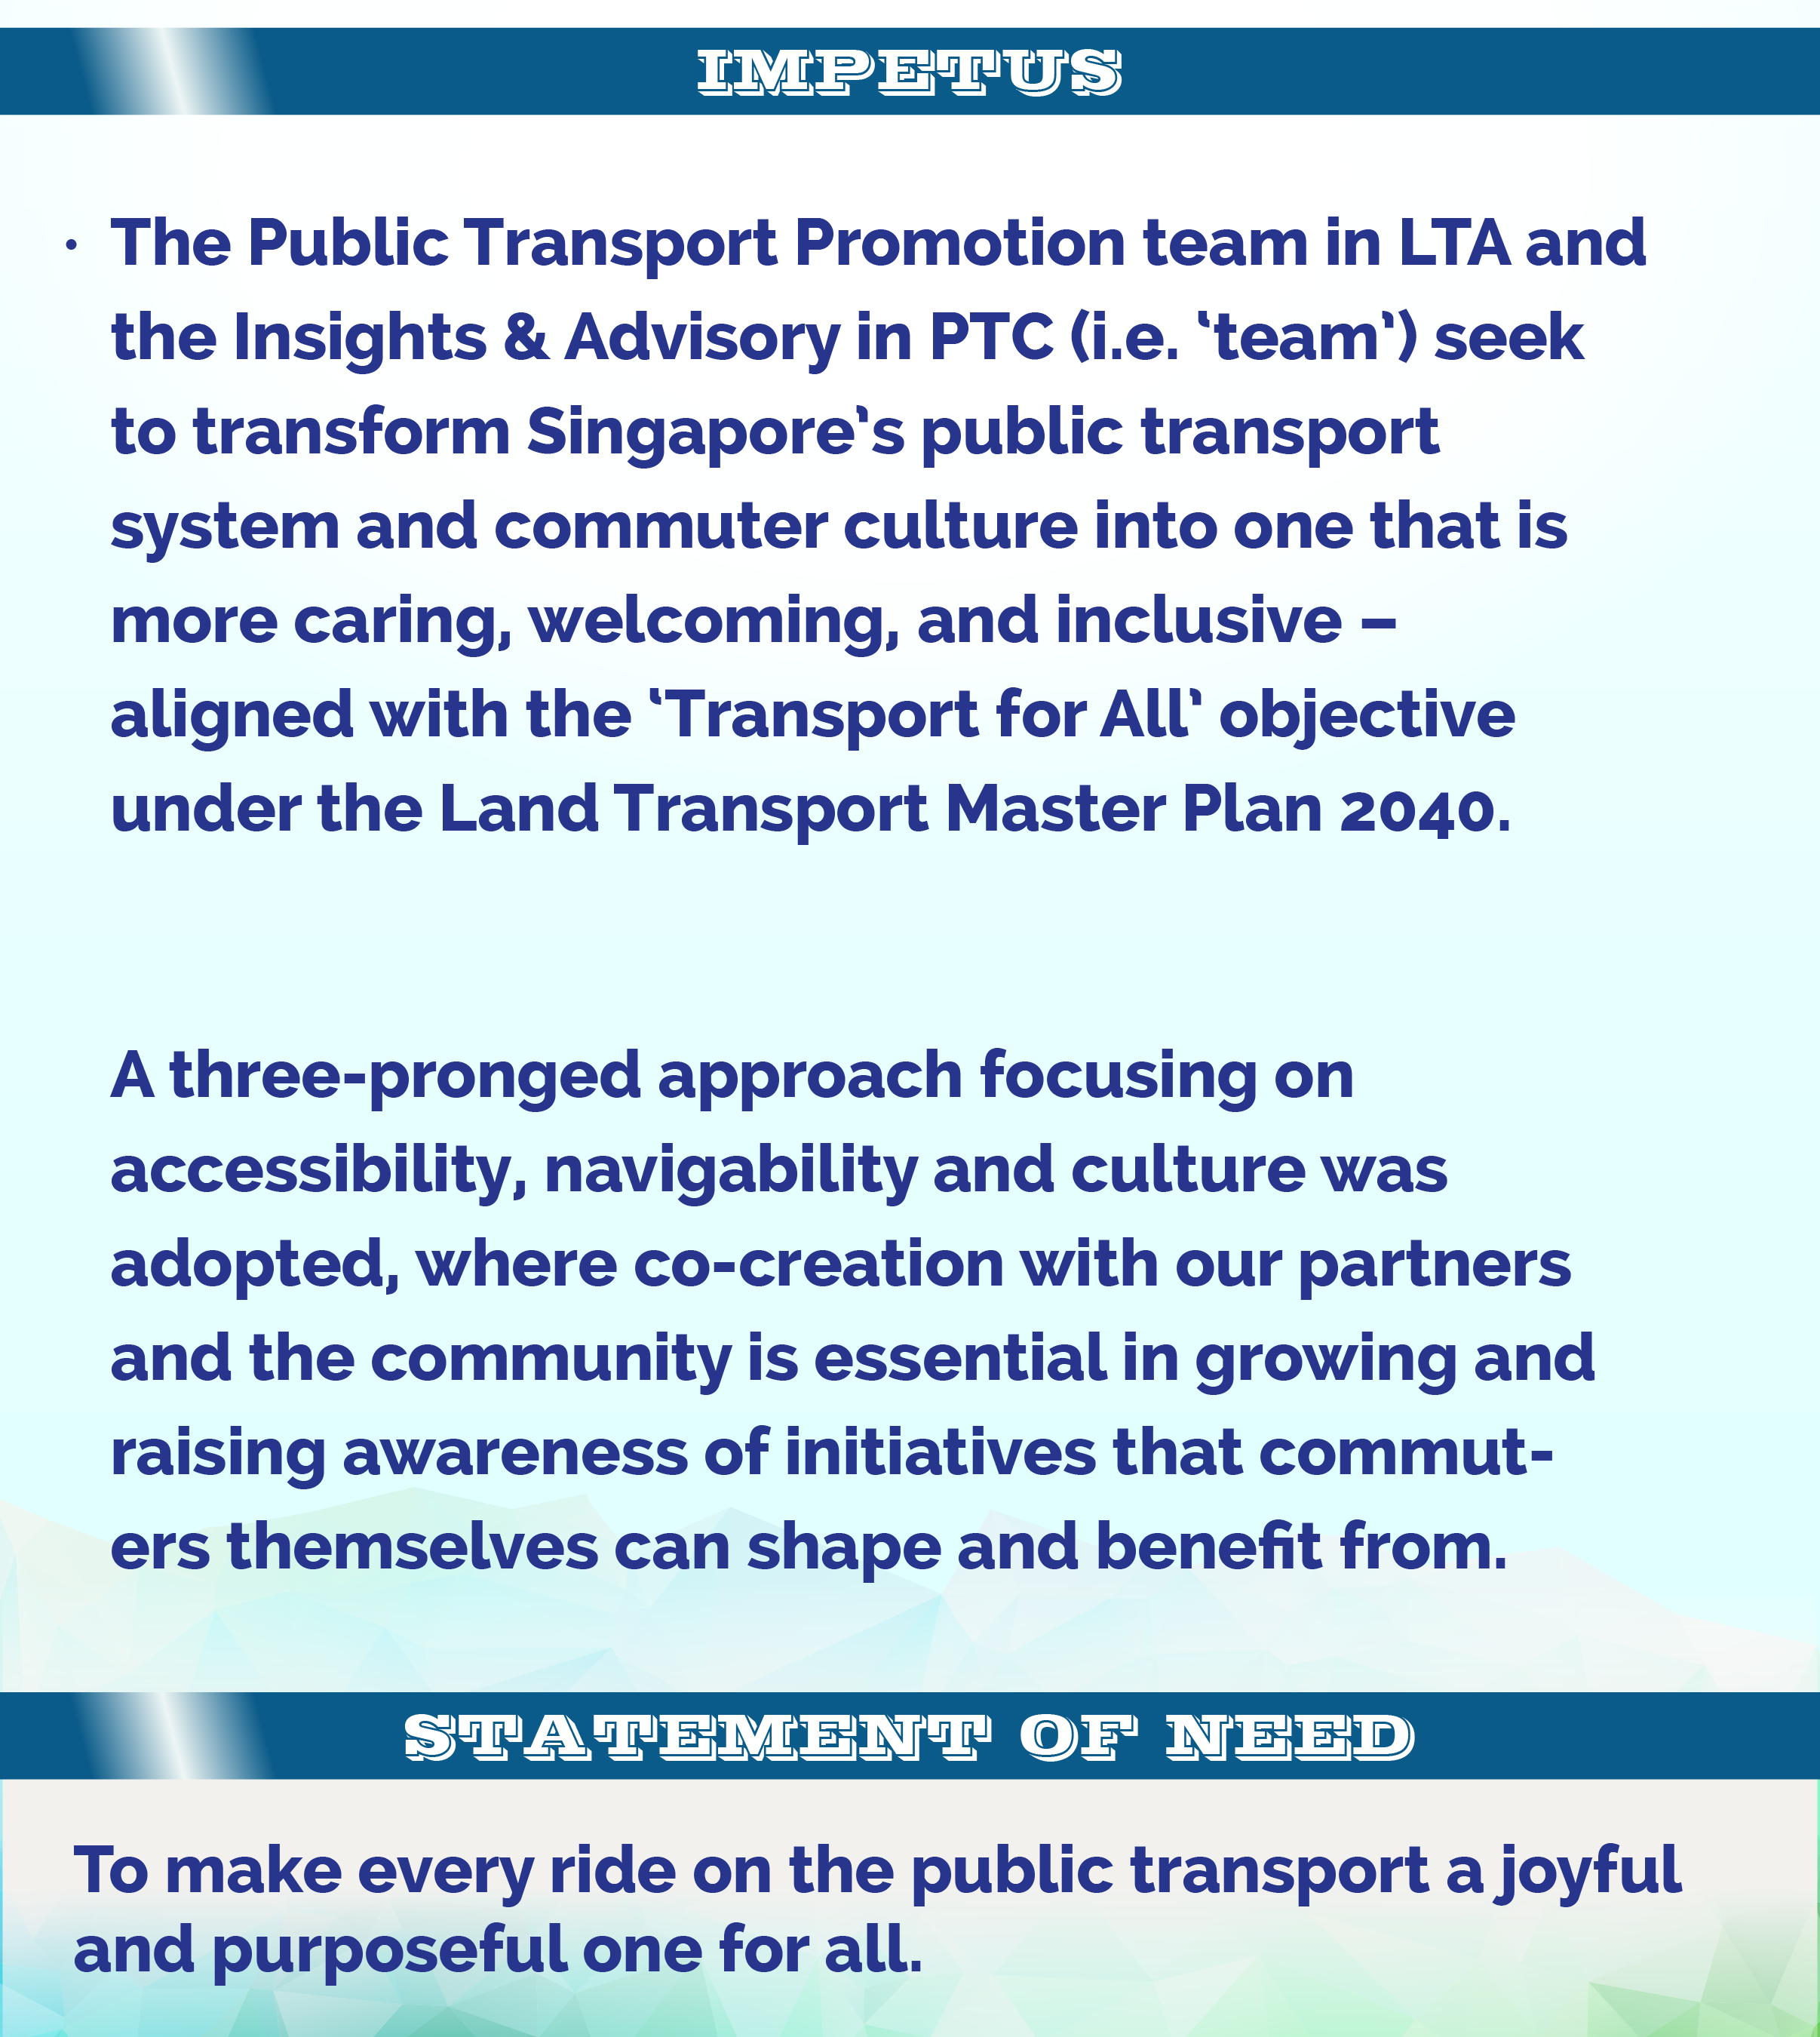 IMPETUS
• The Public Transport Promotion team in LTA and
the Insights & Advisory in PTC (i.e. ‘team’) seek
to transform Singapore’s public transport
system and commuter culture into one that is
more caring, welcoming, and inclusive –
aligned with the ‘Transport for All’ objective
under the Land Transport Master Plan 2040.
A three-pronged approach focusing on
accessibility, navigability and culture was
adopted, where co-creation with our partners
and the community is essential in growing and
raising awareness of initiatives that commut-
ers themselves can shape and benefit from.
STATEMENT OF NEED
To make every ride on the public transport a joyful
and purposeful one for all.